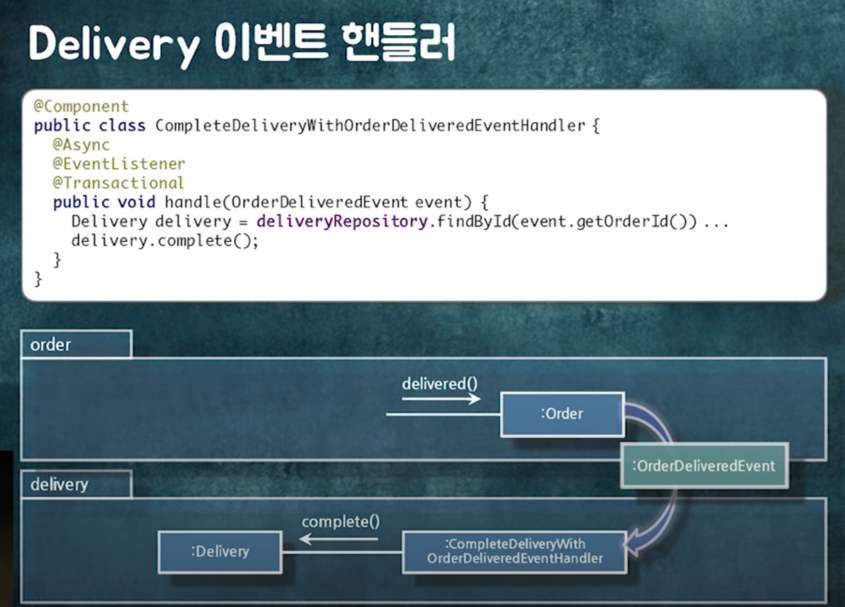 Delivery 이벤트 핸들러
@Component
public class CompleteDeliveryWithOrderDeliveredEventHandler {
@Async
@EventListener
@Transactional
public void handle(OrderDeliveredEvent event) {
Delivery delivery = deliveryRepository.findById(event.getOrderId()) ...
delivery.complete();
}
}
order
delivered()
:Order
:OrderDeliveredEvent
delivery
complete()
:Delivery
:CompleteDeliveryWith
OrderDeliveredEventHandler